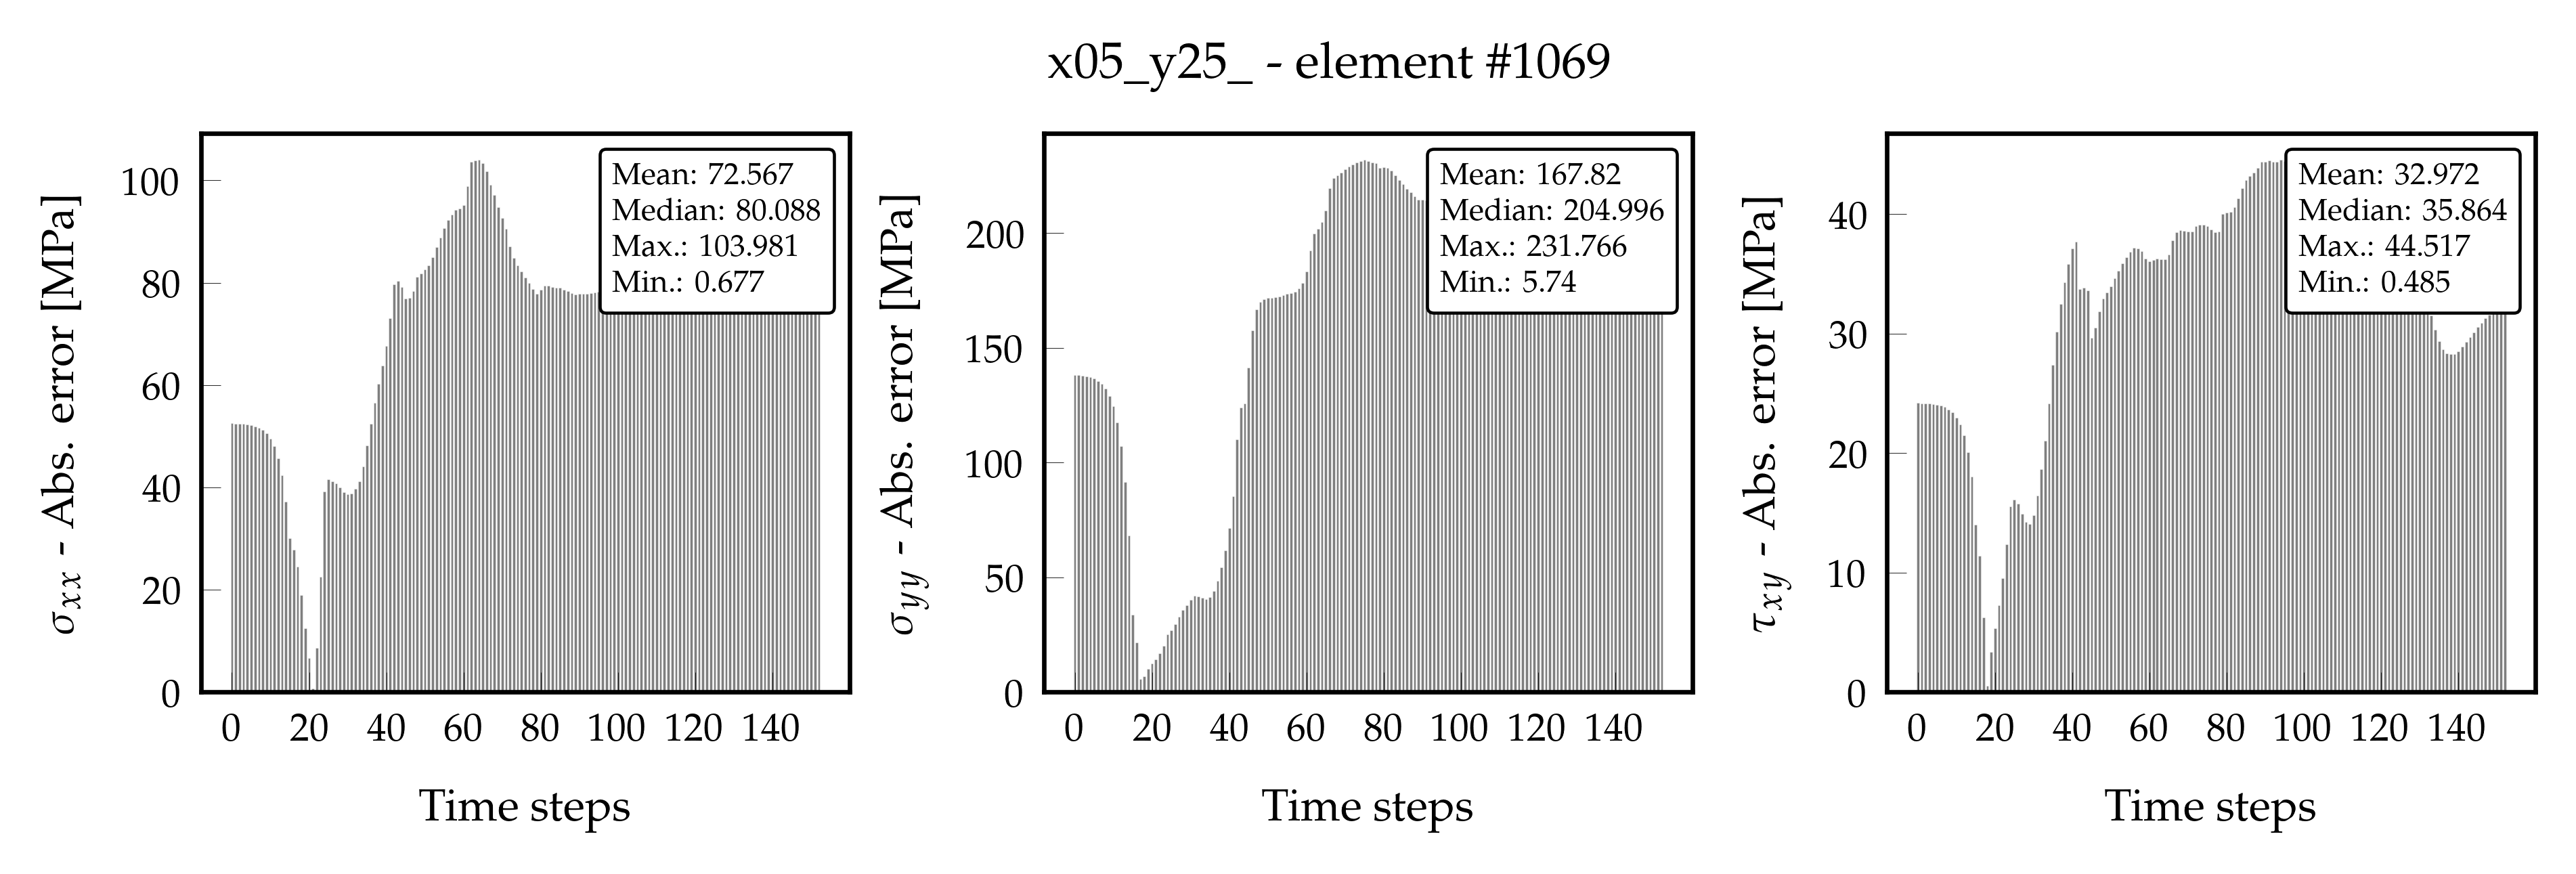 x05_y25_ - element #1069
σxx - Abs. error [MPa]
100
80
60
40
20
0
Mean: 72.567
Median: 80.088
Max.: 103.981
Min.: 0.677
0 20 40 60 80 100 120 140
Time steps
σyy - Abs. error [MPa]
200
150
100
50
0
Mean: 167.82
Median: 204.996
Max.: 231.766
Min.: 5.74
0 20 40 60 80 100 120 140
Time steps
τxy - Abs. error [MPa]
40
30
20
10
0
Mean: 32.972
Median: 35.864
Max.: 44.517
Min.: 0.485
0 20 40 60 80 100 120 140
Time steps